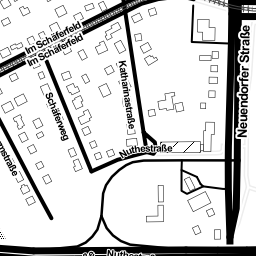 Im Schäferfeld
Im Schäferfeld
Neuendorfer Straße
Katharinastraße
Schäferweg
Nuthestraße